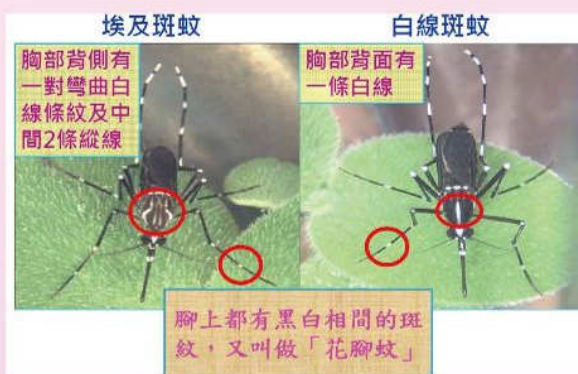 埃及斑蚊
胸部背側有
一對彎曲白
線條紋及中
間2條縱線
白線斑蚊
胸部背面有
一條白線
腳上都有黑白相間的斑
紋，又叫做「花腳蚊」